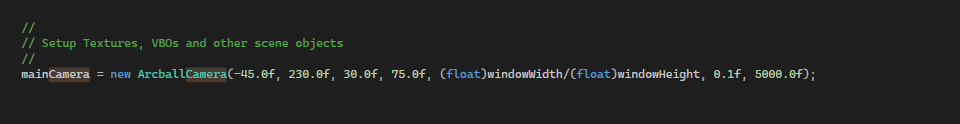 //
// Setup Textures, VBOs and other scene objects
//
mainCamera = new ArcballCamera(-45.0f, 230.0f, 30.0f, 75.0f, (float)windowWidth/(float)windowHeight, 0.1f, 5000.0f);